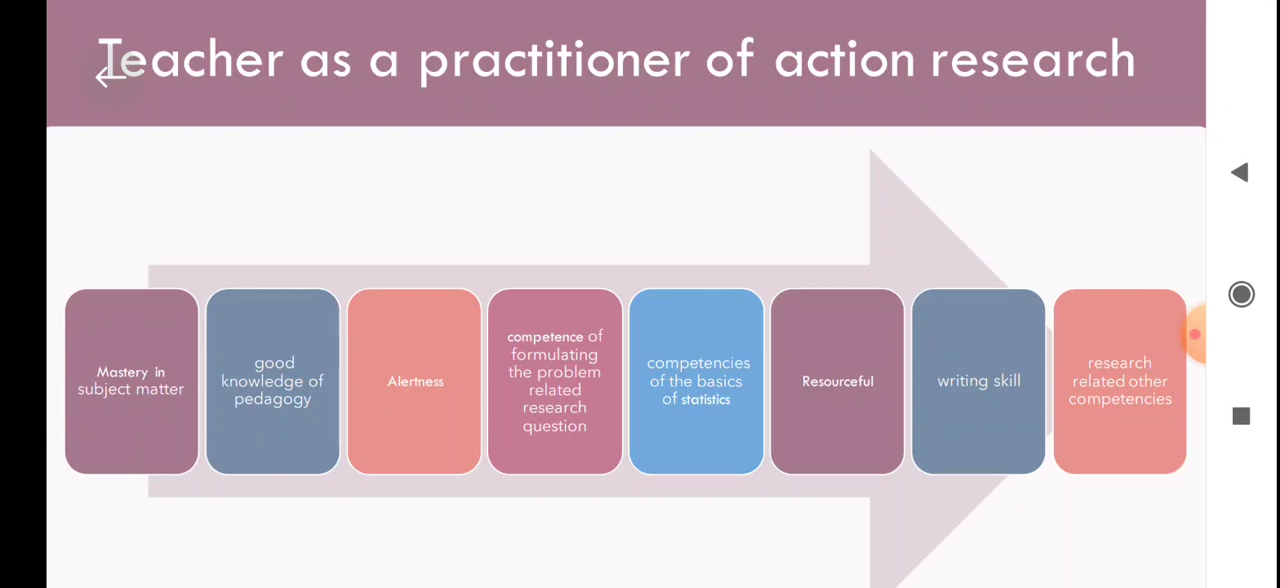 Teacher as a practitioner of action research
Mastery in
subject matter
good
knowledge of
pedagogy
Alertness
competence of
formulating
the problem
related
research
question
competencies
of the basics
of statistics
Resourceful
writing skill
research
related other
competencies